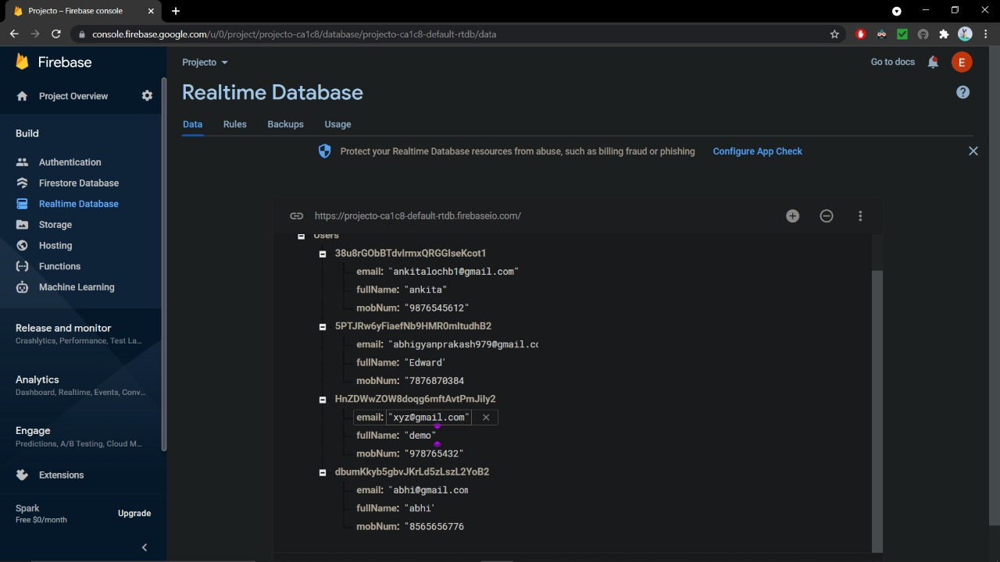 Projecto – Firebase console
console.firebase.google.com/u/0/project/projecto-ca1c8/database/projecto-ca1c8-default-rtdb/data
Firebase
Projecto
Go to docs
E
Project Overview
Realtime Database
Build
Data Rules Backups Usage
Protect your Realtime Database resources from abuse, such as billing fraud or phishing Configure App Check
Authentication
Firestore Database
Realtime Database
Storage
Hosting
Functions
Machine Learning
Release and monitor
Crashlytics, Performance, Test La...
Analytics
Dashboard, Realtime, Events, Conv...
Engage
Predictions, A/B Testing, Cloud M...
Extensions
Spark
Free $0/month
Upgrade
https://projecto-ca1c8-default-rtdb.firebaseio.com/
Users
38u8rGObBTdvIrmxQRGGIseKcot1
email: "ankitalochb1@gmail.com"
fullName: "ankita"
mobNum: "9876545612"
5PTJRw6yFiaefNb9HMR0mItudhB2
email: "abhigyanprakash979@gmail.co
fullName: "Edward'
mobNum: "7876870384
HnZDWwZOW8doqg6mftAvtPmJiIy2
email: "xyz@gmail.com"
fullName: "demo"
mobNum: "978765432"
dbumKkyb5gbvJKrLd5zLszL2YoB2
email: "abhi@gmail.com
fullName: "abhi'
mobNum: "8565656776